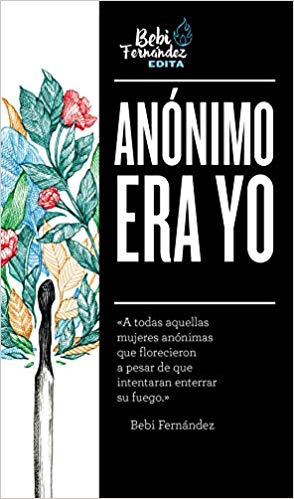 Bebi
Fernández
EDITA
ANÓNIMO
ERA YO
«A todas aquellas
mujeres anónimas
que florecieron
a pesar de que
intentaran enterrar
su fuego.»
Bebi Fernández